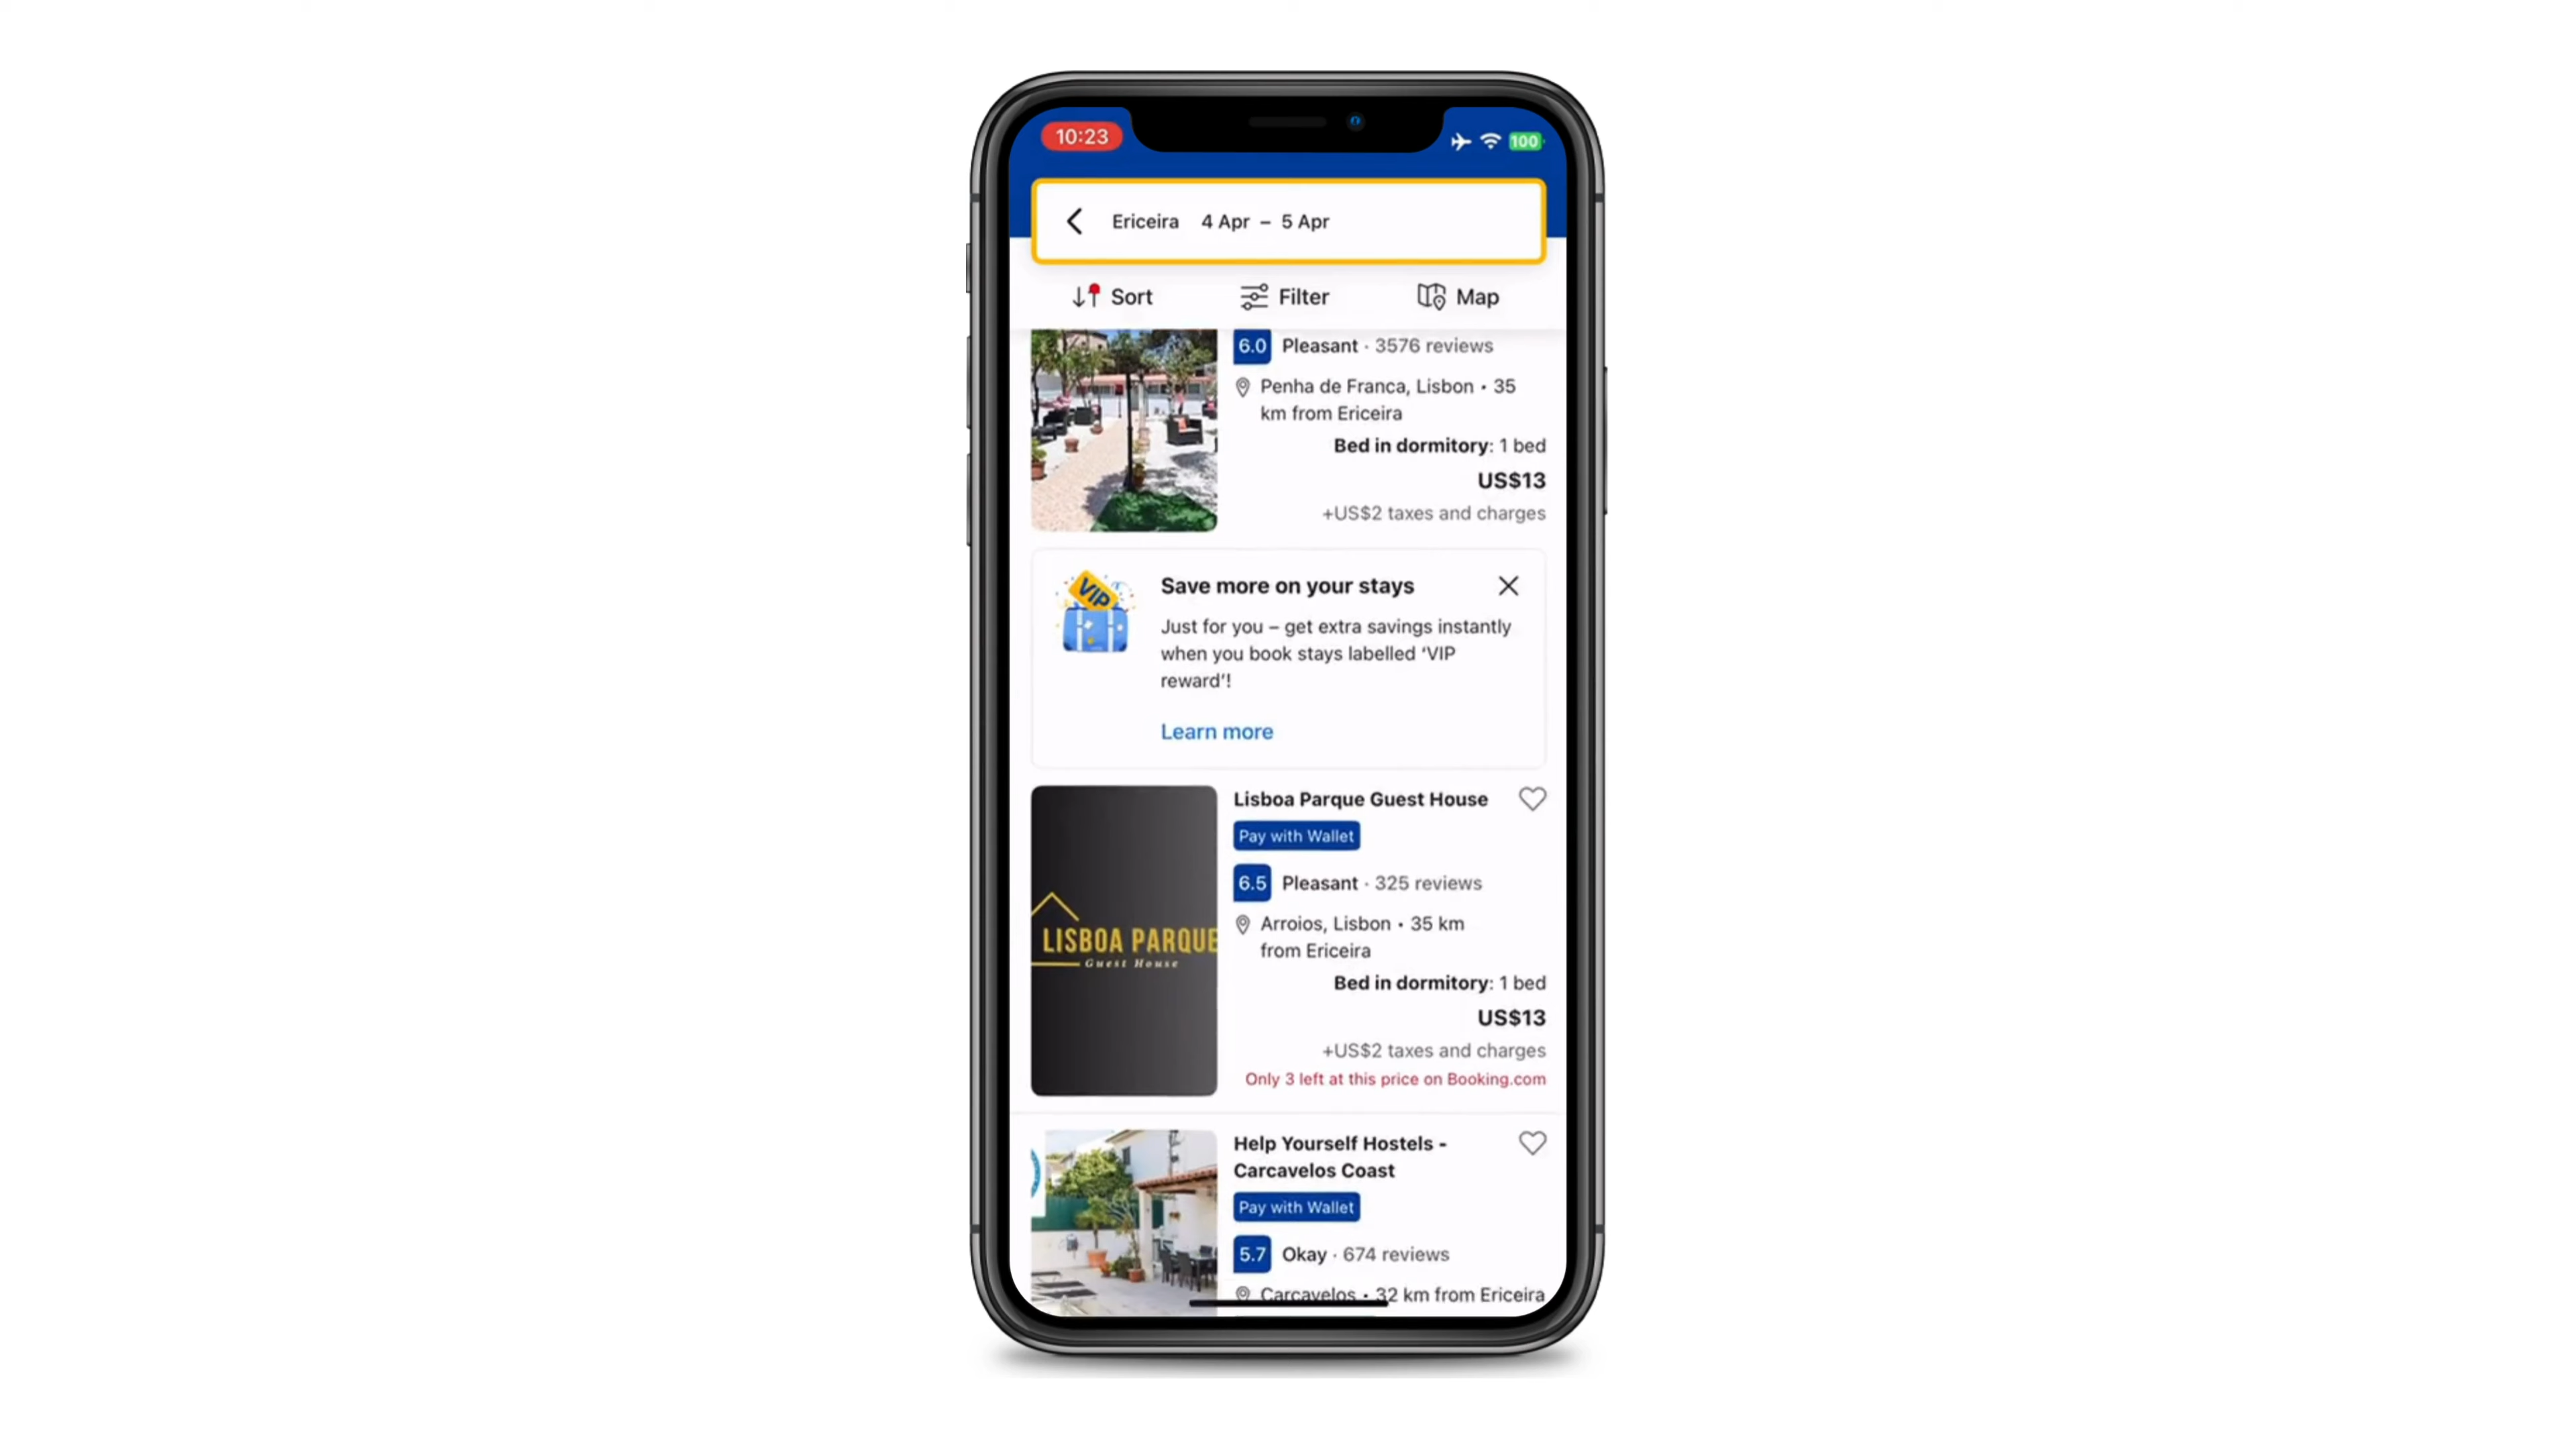 10:23
100
Ericeira 4 Apr – 5 Apr
Sort
Filter
Map
6.0 Pleasant · 3576 reviews
Penha de Franca, Lisbon • 35
km from Ericeira
Bed in dormitory: 1 bed
US$13
+US$2 taxes and charges
VIP
Save more on your stays
Just for you – get extra savings instantly
when you book stays labelled ‘VIP
reward’!
Learn more
LISBOA PARQUE
Guest House
Lisboa Parque Guest House
Pay with Wallet
6.5 Pleasant · 325 reviews
Arroios, Lisbon • 35 km
from Ericeira
Bed in dormitory: 1 bed
US$13
+US$2 taxes and charges
Only 3 left at this price on Booking.com
Help Yourself Hostels -
Carcavelos Coast
Pay with Wallet
5.7 Okay · 674 reviews
Carcavelos • 32 km from Ericeira